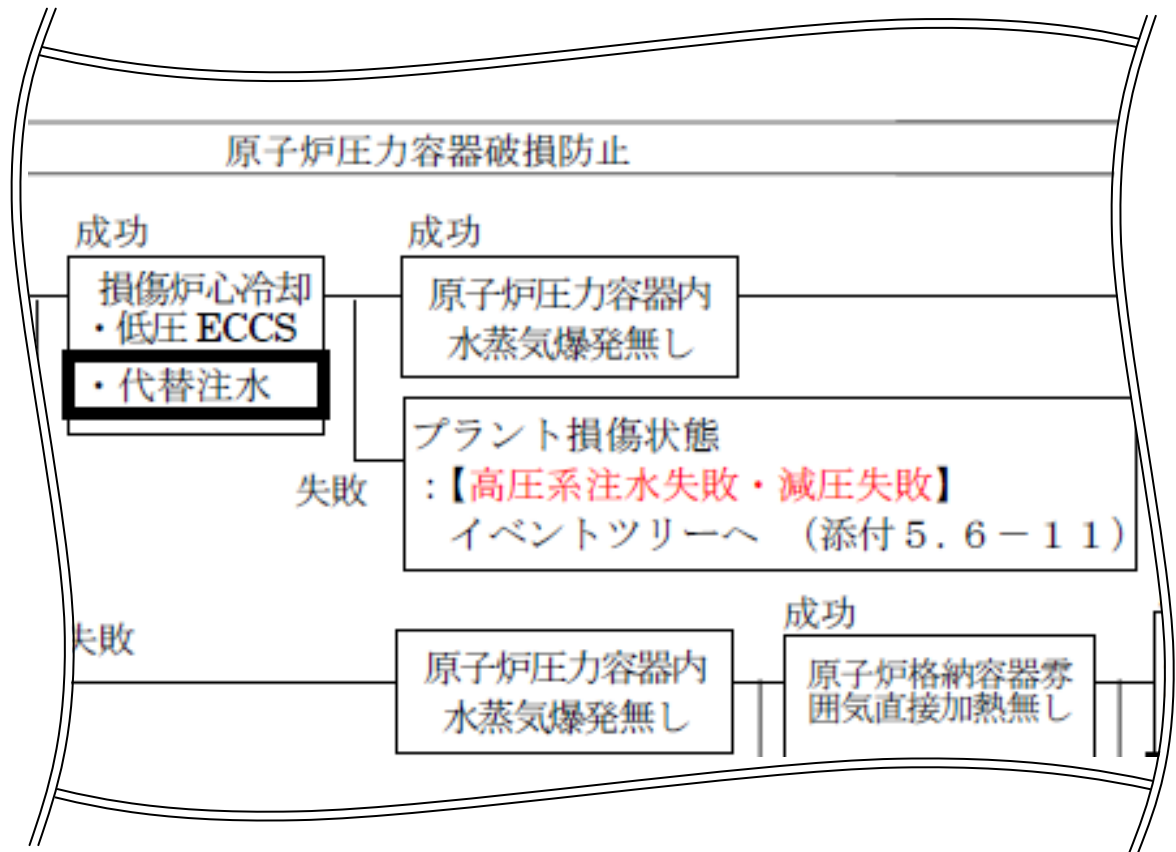 原子炉圧力容器破損防止
成功
損傷炉心冷却
・低圧 ECCS
・代替注水
成功
原子炉圧力容器内
水蒸気爆発無し
失敗
プラント損傷状態
:【高圧系注水失敗・減圧失敗】
イベントツリーへ (添付5.6-11)
失敗
原子炉圧力容器内
水蒸気爆発無し
成功
原子炉格納容器雰
囲気直接加熱無し